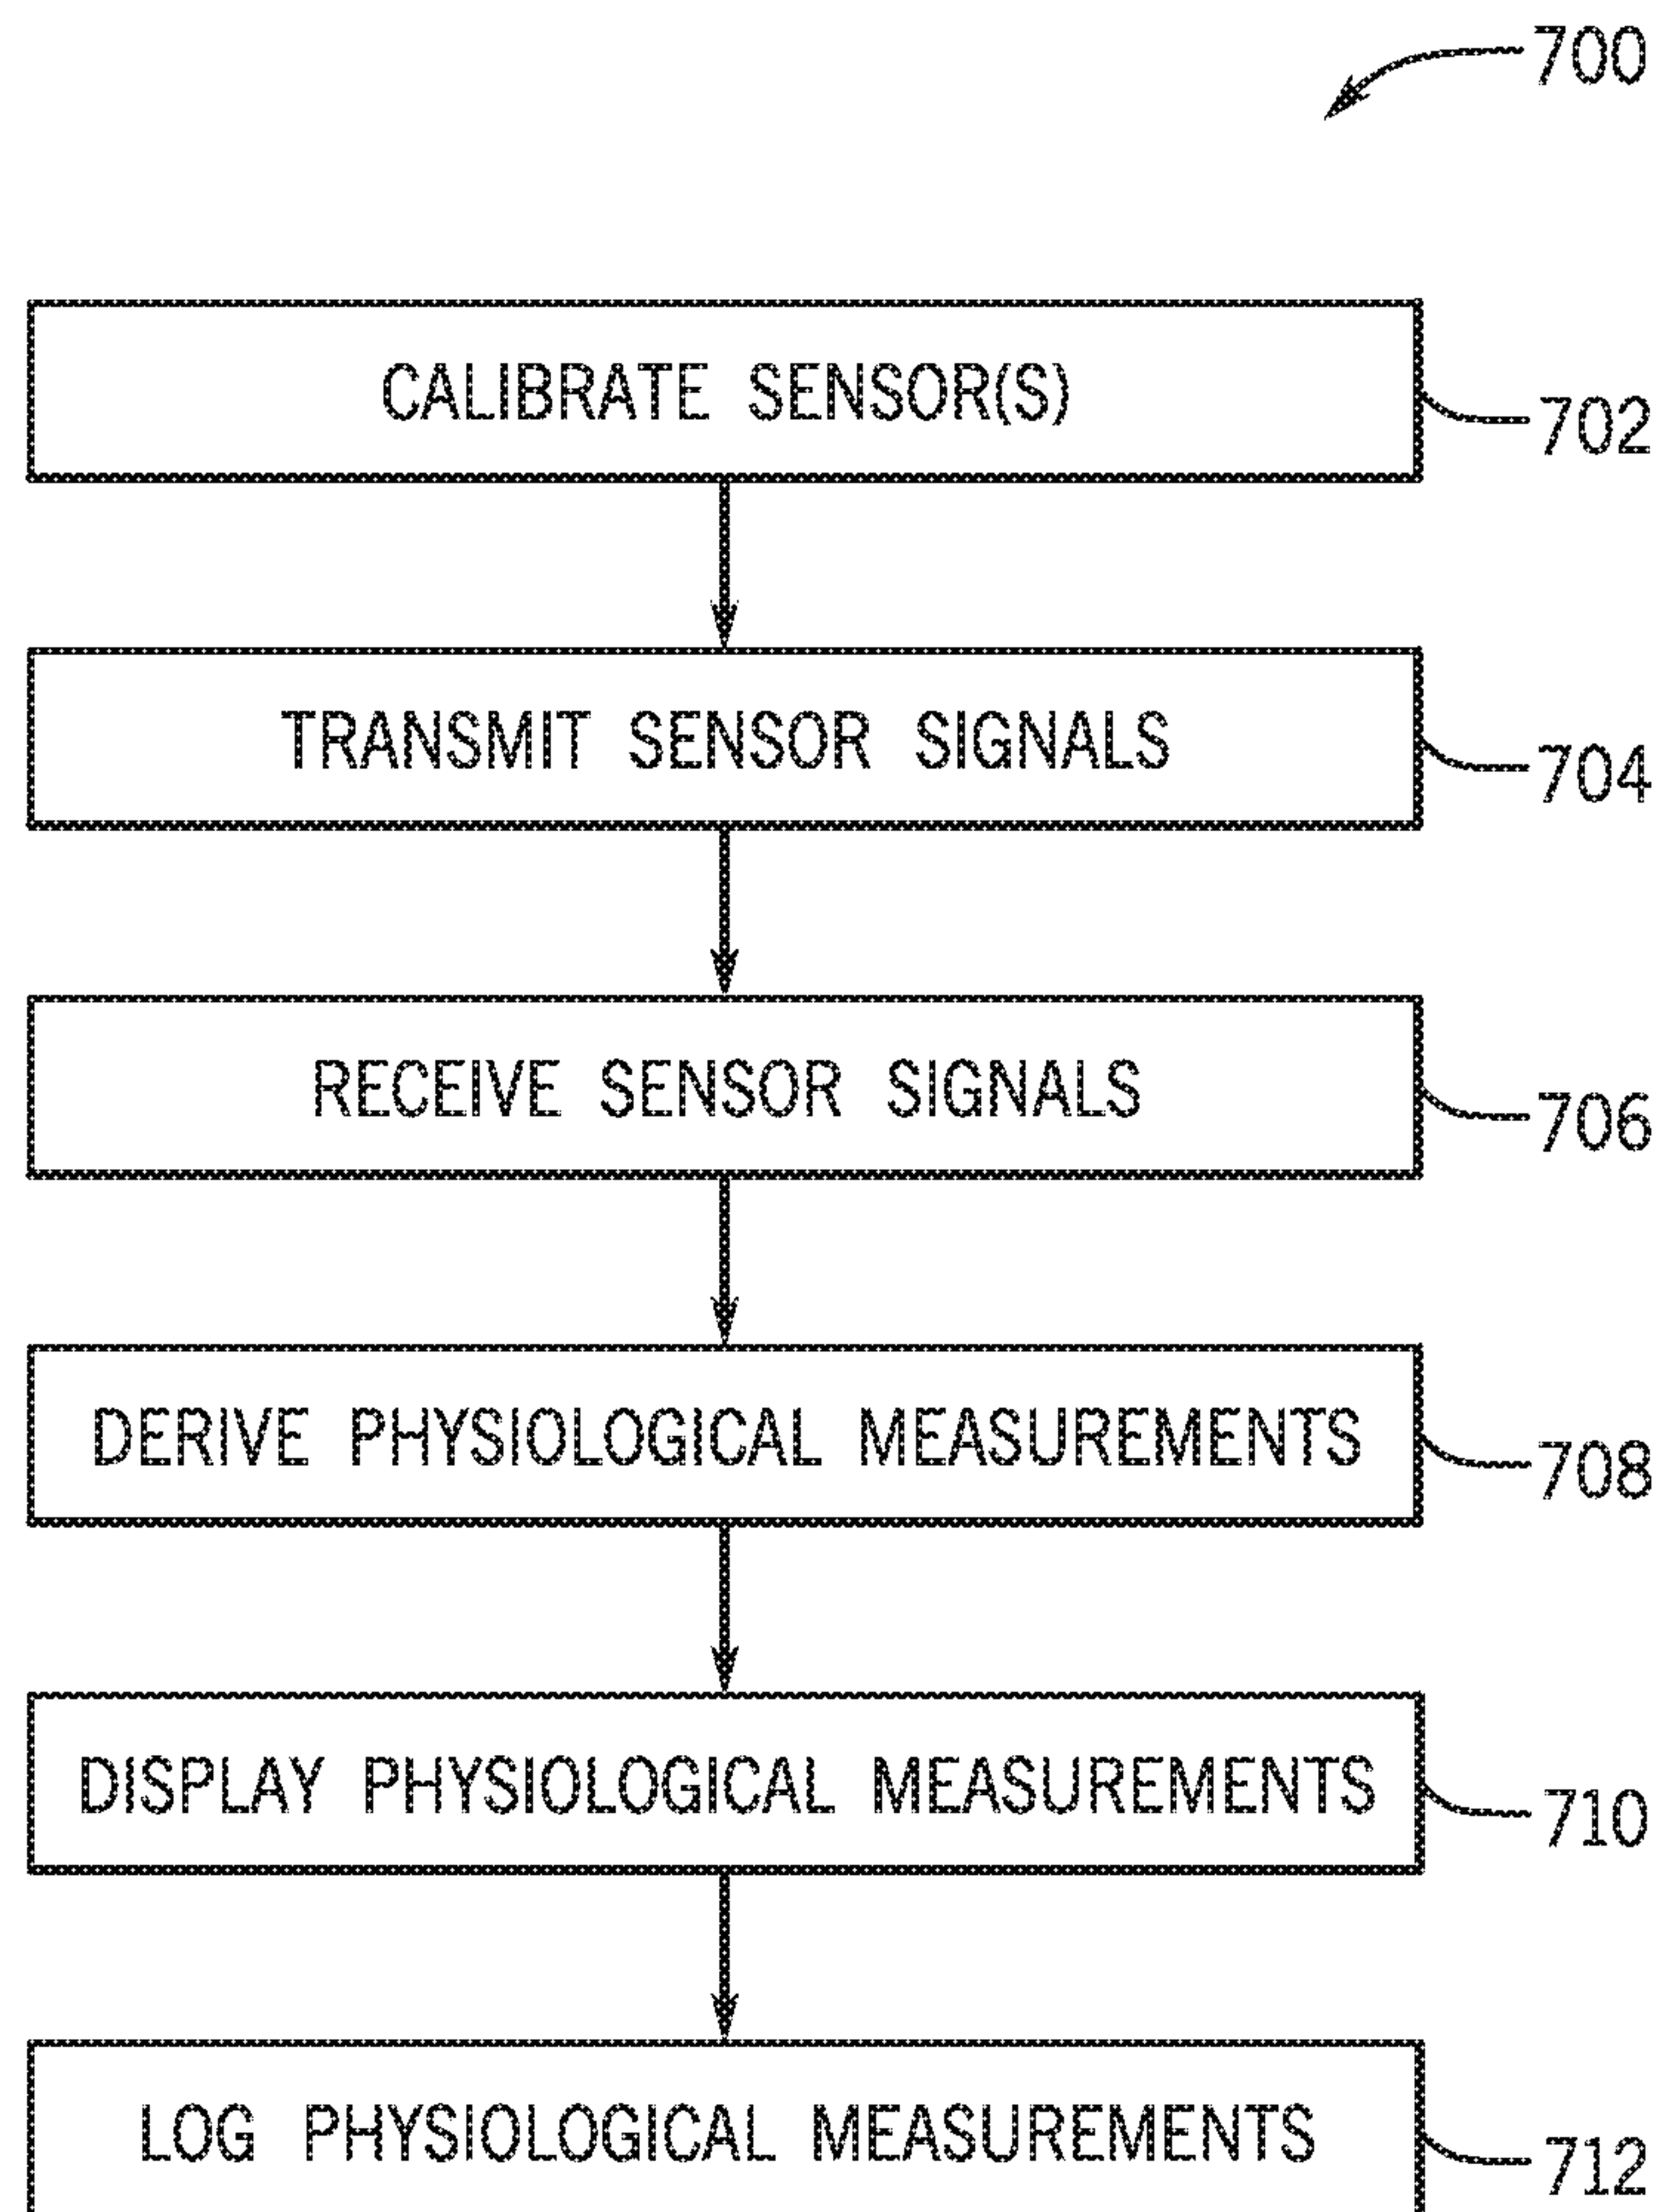 700
CALIBRATE SENSOR(S)
702
TRANSMIT SENSOR SIGNALS
704
RECEIVE SENSOR SIGNALS
706
DERIVE PHYSIOLOGICAL MEASUREMENTS
708
DISPLAY PHYSIOLOGICAL MEASUREMENTS
710
LOG PHYSIOLOGICAL MEASUREMENTS
712